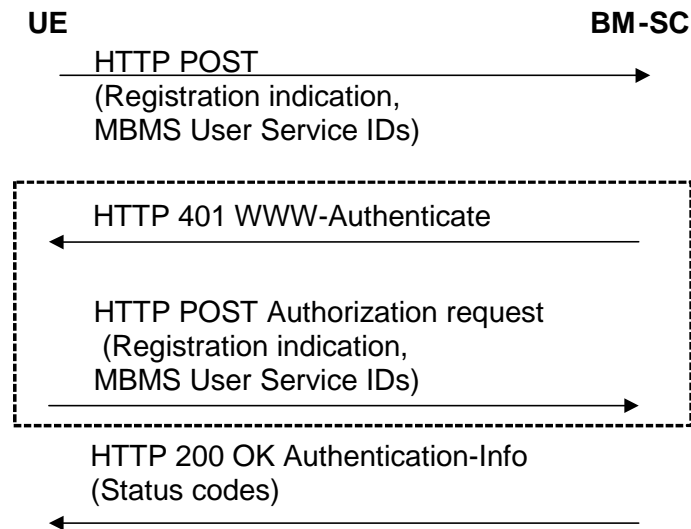 UE BM-SC
HTTP POST
(Registration indication,
MBMS User Service IDs)
HTTP 401 WWW-Authenticate
HTTP POST Authorization request
(Registration indication,
MBMS User Service IDs)
HTTP 200 OK Authentication-Info
(Status codes)